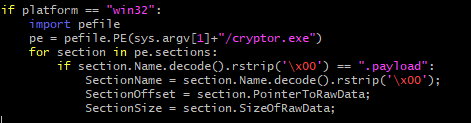 if platform == "win32":
    import pefile
    pe = pefile.PE(sys.argv[1]+"/cryptor.exe")
    for section in pe.sections:
        if section.Name.decode().rstrip('\x00') == ".payload":
            SectionName = section.Name.decode().rstrip('\x00');
            SectionOffset = section.PointerToRawData;
            SectionSize = section.SizeOfRawData;